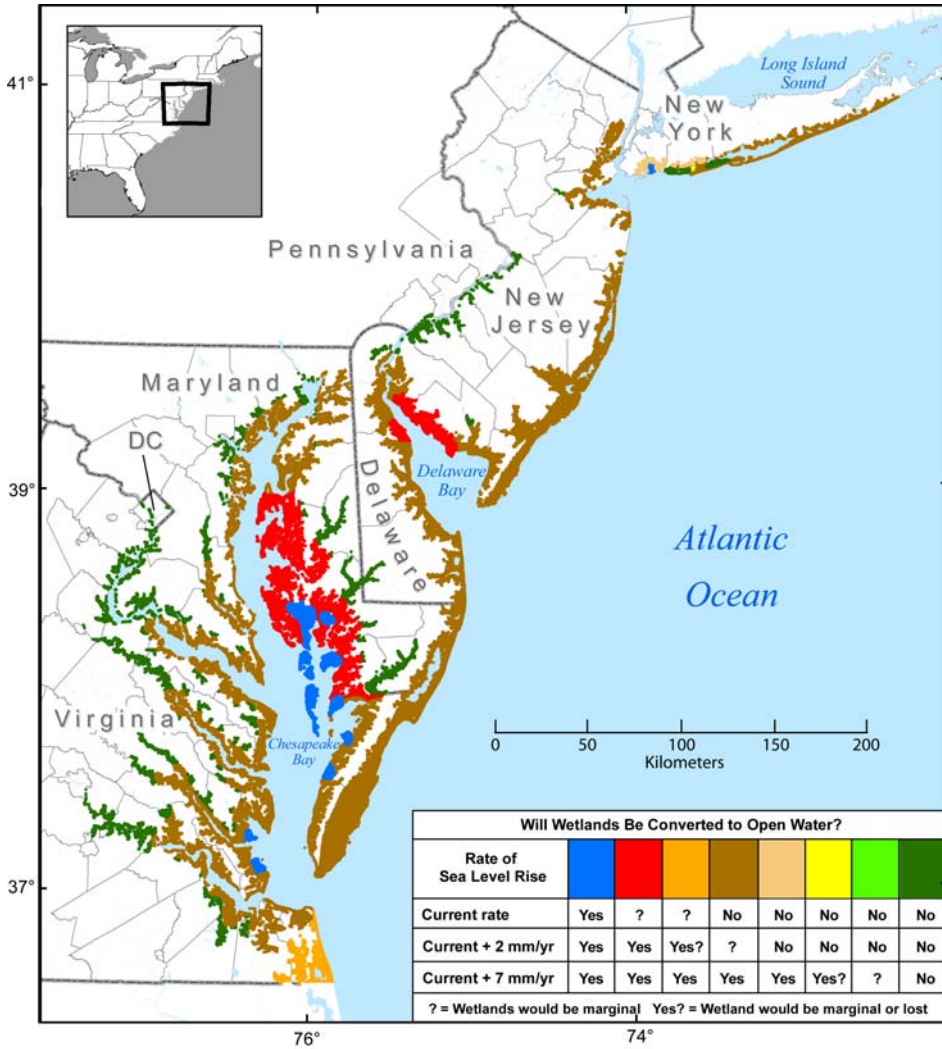 41°
Long Island
Sound
New
York
Pennsylvania
New
Jersey
Maryland
DC
39°
Delaware
Bay
Delaware
Atlantic
Ocean
Virginia
Chesapeake
Bay
0 50 100 150 200
Kilometers
37°
76° 74°
Will Wetlands Be Converted to Open Water?
Rate of
Sea Level Rise
Current rate Yes ? ? No No No No No
Current + 2 mm/yr Yes Yes Yes? ? No No No No
Current + 7 mm/yr Yes Yes Yes Yes Yes Yes? ? No
? = Wetlands would be marginal Yes? = Wetland would be marginal or lost